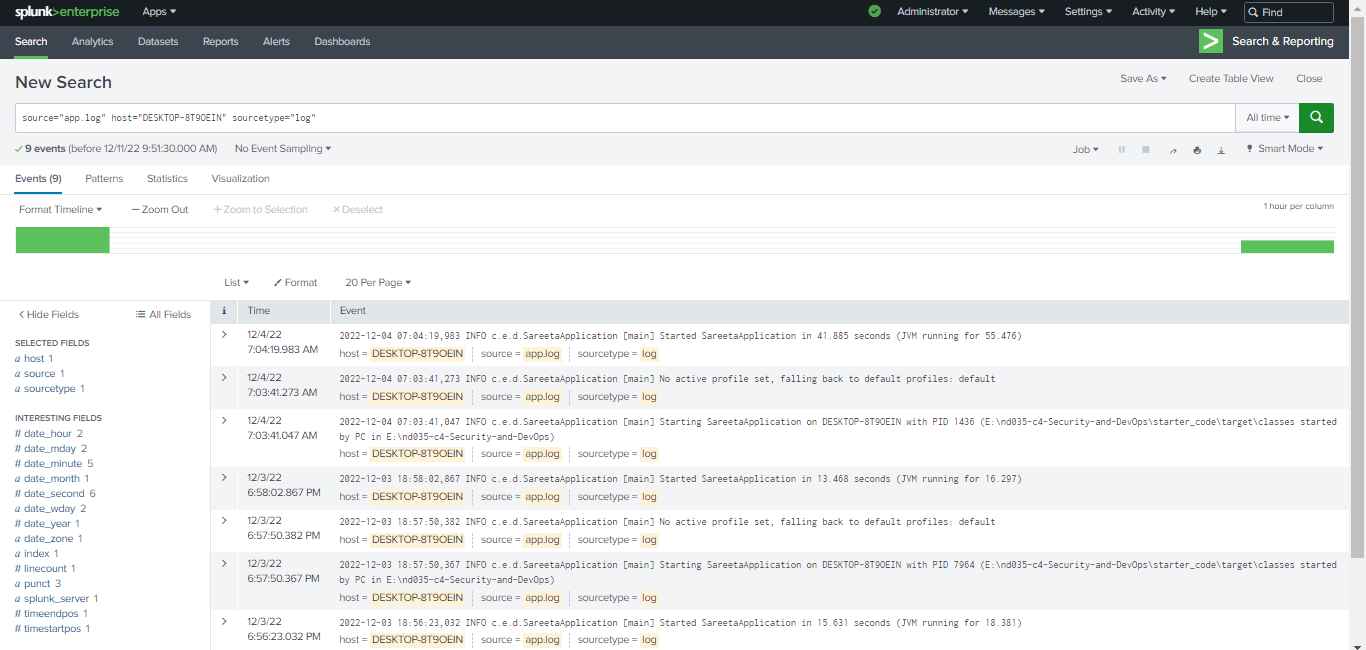 splunk>enterprise Apps Administrator Messages Settings Activity Help Find
Search Analytics Datasets Reports Alerts Dashboards Search & Reporting
New Search Save As Create Table View Close
source="app.log" host="DESKTOP-8T9OEIN" sourcetype="log" All time
9 events (before 12/11/22 9:51:30.000 AM) No Event Sampling Job Smart Mode
Events (9) Patterns Statistics Visualization
Format Timeline — Zoom Out + Zoom to Selection × Deselect 1 hour per column
List Format 20 Per Page
< Hide Fields All Fields
SELECTED FIELDS
a host 1
a source 1
a sourcetype 1
INTERESTING FIELDS
# date_hour 2
# date_mday 2
# date_minute 5
a date_month 1
# date_second 6
a date_wday 2
# date_year 1
a date_zone 1
a index 1
# linecount 1
a punct 3
a splunk_server 1
# timeendpos 1
# timestartpos 1
i Time Event
12/4/22
7:04:19.983 AM
2022-12-04 07:04:19,983 INFO c.e.d.SareetaApplication [main] Started SareetaApplication in 41.885 seconds (JVM running for 55.476)
host = DESKTOP-8T9OEIN source = app.log sourcetype = log
12/4/22
7:03:41.273 AM
2022-12-04 07:03:41,273 INFO c.e.d.SareetaApplication [main] No active profile set, falling back to default profiles: default
host = DESKTOP-8T9OEIN source = app.log sourcetype = log
12/4/22
7:03:41.047 AM
2022-12-04 07:03:41,047 INFO c.e.d.SareetaApplication [main] Starting SareetaApplication on DESKTOP-8T9OEIN with PID 1436 (E:\nd035-c4-Security-and-DevOps\starter_code\target\classes started
by PC in E:\nd035-c4-Security-and-DevOps)
host = DESKTOP-8T9OEIN source = app.log sourcetype = log
12/3/22
6:58:02.867 PM
2022-12-03 18:58:02,867 INFO c.e.d.SareetaApplication [main] Started SareetaApplication in 13.468 seconds (JVM running for 16.297)
host = DESKTOP-8T9OEIN source = app.log sourcetype = log
12/3/22
6:57:50.382 PM
2022-12-03 18:57:50,382 INFO c.e.d.SareetaApplication [main] No active profile set, falling back to default profiles: default
host = DESKTOP-8T9OEIN source = app.log sourcetype = log
12/3/22
6:57:50.367 PM
2022-12-03 18:57:50,367 INFO c.e.d.SareetaApplication [main] Starting SareetaApplication on DESKTOP-8T9OEIN with PID 7964 (E:\nd035-c4-Security-and-DevOps\starter_code\target\classes started
by PC in E:\nd035-c4-Security-and-DevOps)
host = DESKTOP-8T9OEIN source = app.log sourcetype = log
12/3/22
6:56:23.032 PM
2022-12-03 18:56:23,032 INFO c.e.d.SareetaApplication [main] Started SareetaApplication in 15.631 seconds (JVM running for 18.381)
host = DESKTOP-8T9OEIN source = app.log sourcetype = log